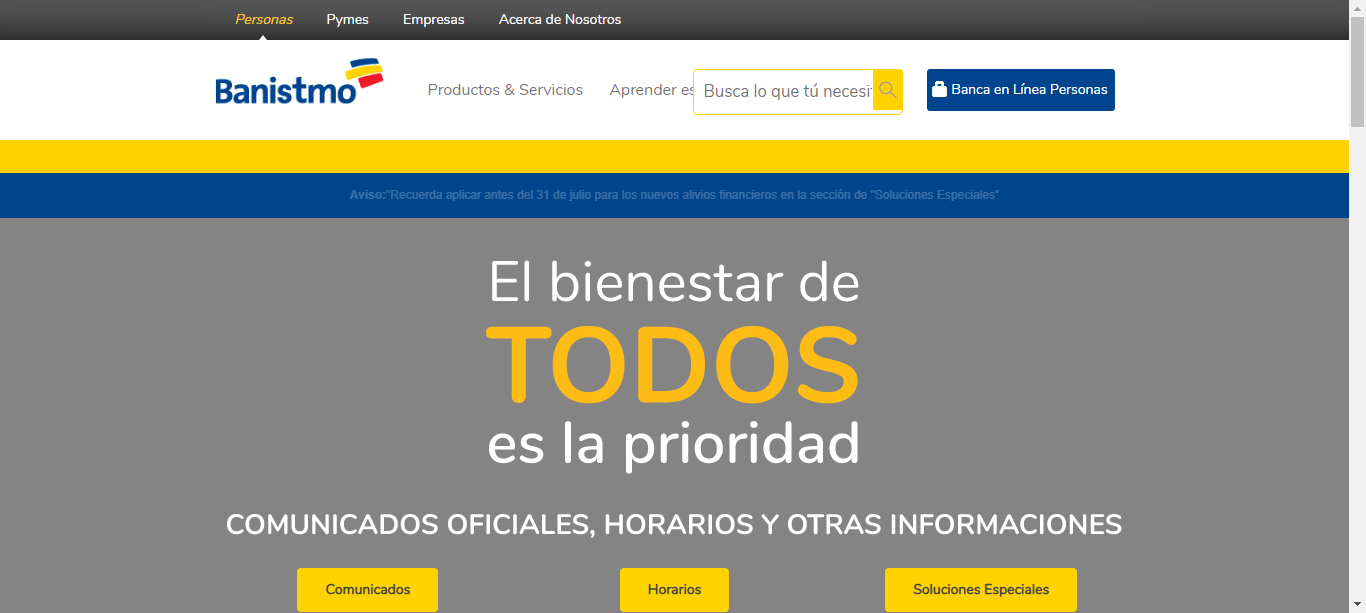 Personas Pymes Empresas Acerca de Nosotros
Banistmo
Productos & Servicios Aprender es Busca lo que tú necesi Banca en Línea Personas
Aviso:"Recuerda aplicar antes del 31 de julio para los nuevos alivios financieros en la sección de "Soluciones Especiales"
El bienestar de
TODOS
es la prioridad
COMUNICADOS OFICIALES, HORARIOS Y OTRAS INFORMACIONES
Comunicados Horarios Soluciones Especiales